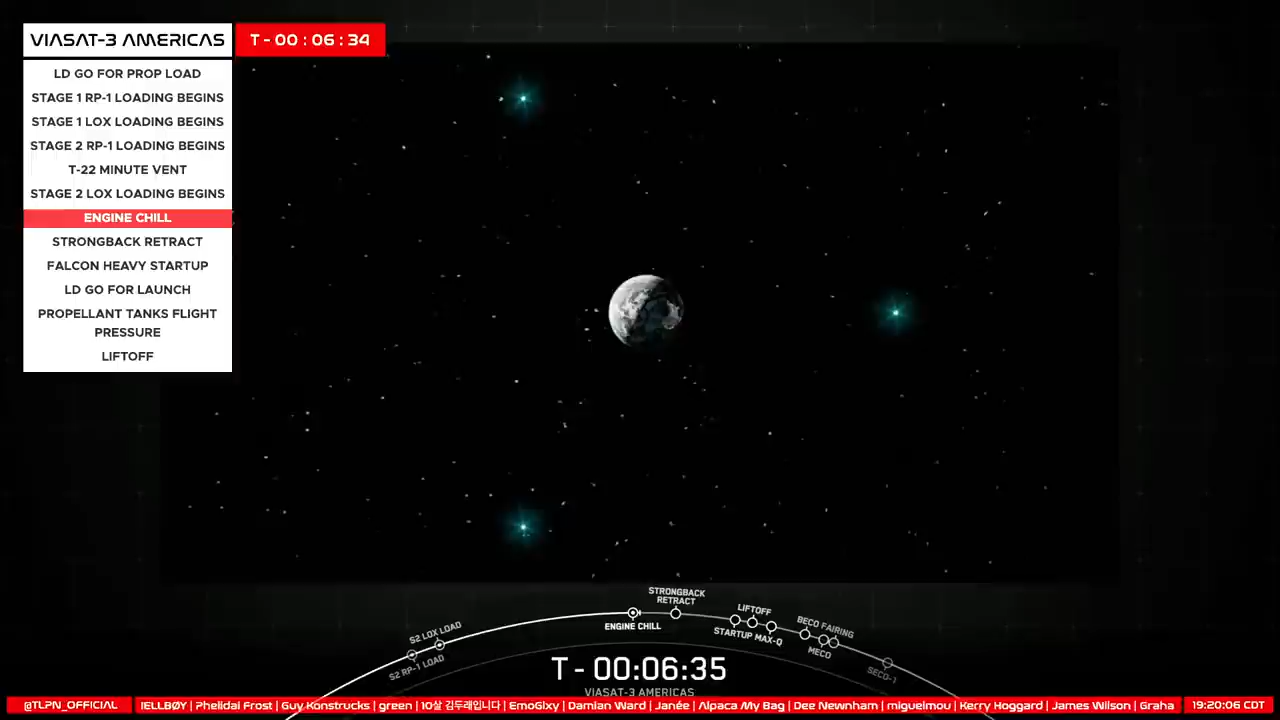 VIASAT-3 AMERICAS
T - 00 : 06 : 34
LD GO FOR PROP LOAD
STAGE 1 RP-1 LOADING BEGINS
STAGE 1 LOX LOADING BEGINS
STAGE 2 RP-1 LOADING BEGINS
T-22 MINUTE VENT
STAGE 2 LOX LOADING BEGINS
ENGINE CHILL
STRONGBACK RETRACT
FALCON HEAVY STARTUP
LD GO FOR LAUNCH
PROPELLANT TANKS FLIGHT
PRESSURE
LIFTOFF
S2 RP-1 LOAD
S2 LOX LOAD
ENGINE CHILL
STRONGBACK
RETRACT
STARTUP
LIFTOFF
MAX-Q
BECO
MECO
FAIRING
SECO-1
T - 00:06:35
VIASAT-3 AMERICAS
@TLPN_OFFICIAL
IELLBØY | Phelidai Frost | Guy Konstrucks | green | 10살 김두레입니다 | EmoGixy | Damian Ward | Janée | Alpaca My Bag | Dee Newnham | miguelmou | Kerry Hoggard | James Wilson | Graha
19:20:06 CDT